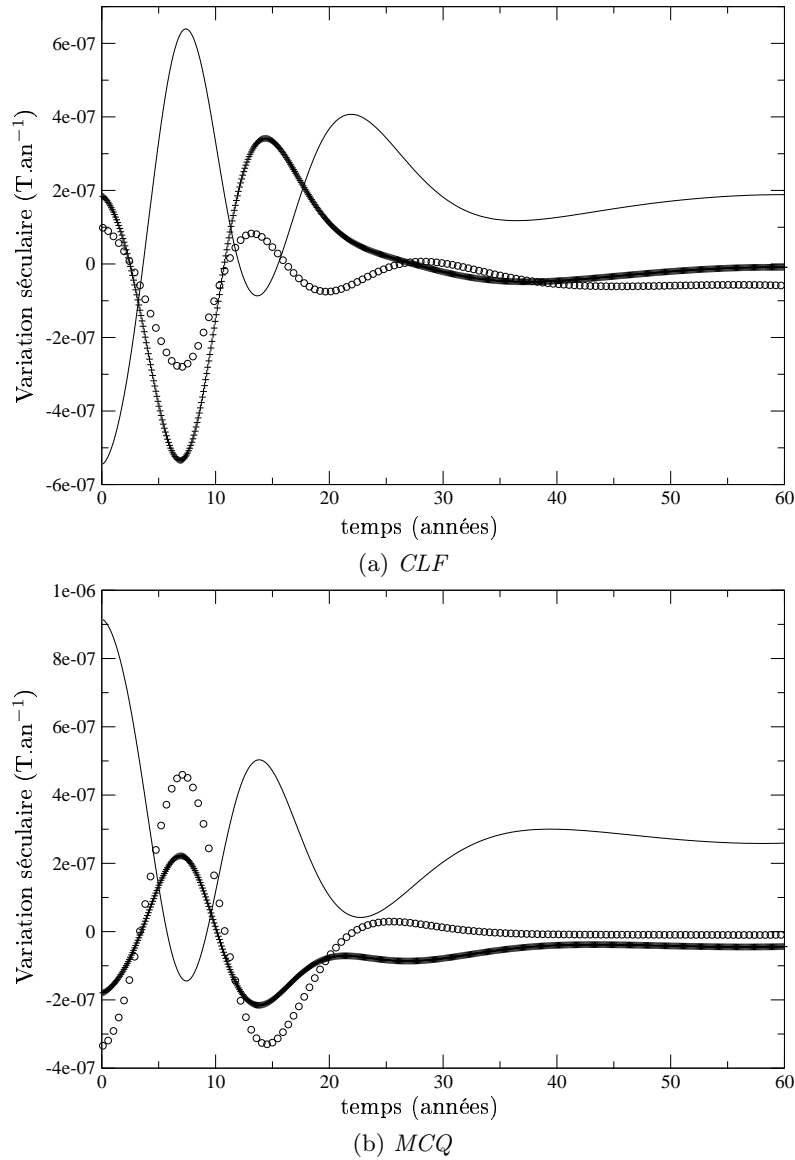 6e-07
4e-07
2e-07
0
-2e-07
-4e-07
-6e-07
Variation séculaire (T.an−1)
0 10 20 30 40 50 60
temps (années)
(a) CLF
1e-06
8e-07
6e-07
4e-07
2e-07
0
-2e-07
-4e-07
Variation séculaire (T.an−1)
0 10 20 30 40 50 60
temps (années)
(b) MCQ